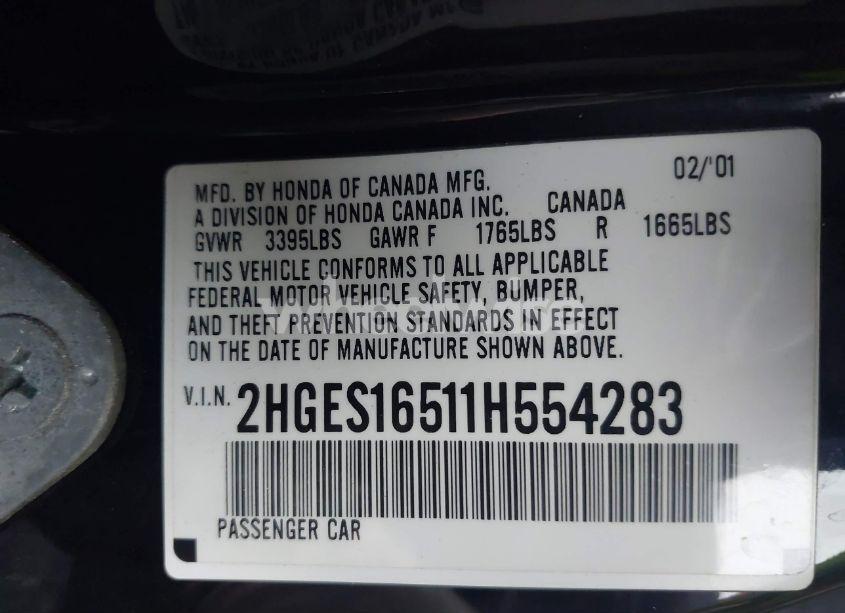 MFD. BY HONDA OF CANADA MFG. 02/'01
A DIVISION OF HONDA CANADA INC. CANADA
GVWR 3395LBS GAWR F 1765LBS R 1665LBS
THIS VEHICLE CONFORMS TO ALL APPLICABLE
FEDERAL MOTOR VEHICLE SAFETY, BUMPER,
AND THEFT PREVENTION STANDARDS IN EFFECT
ON THE DATE OF MANUFACTURE SHOWN ABOVE.
V.I.N. 2HGES16511H554283
PASSENGER CAR